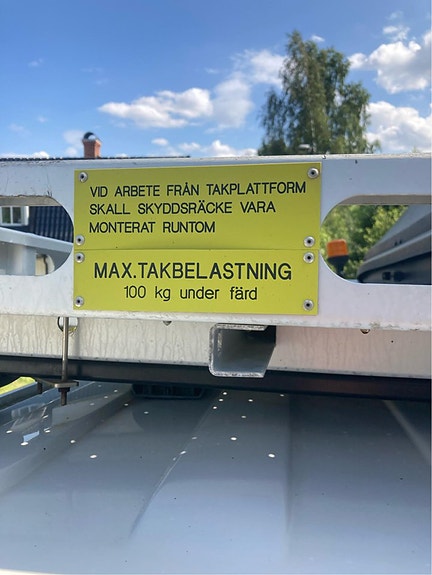 VID ARBETE FRÅN TAKPLATTFORM
SKALL SKYDDSRÄCKE VARA
MONTERAT RUNTOM
MAX.TAKBELASTNING
100 kg under färd